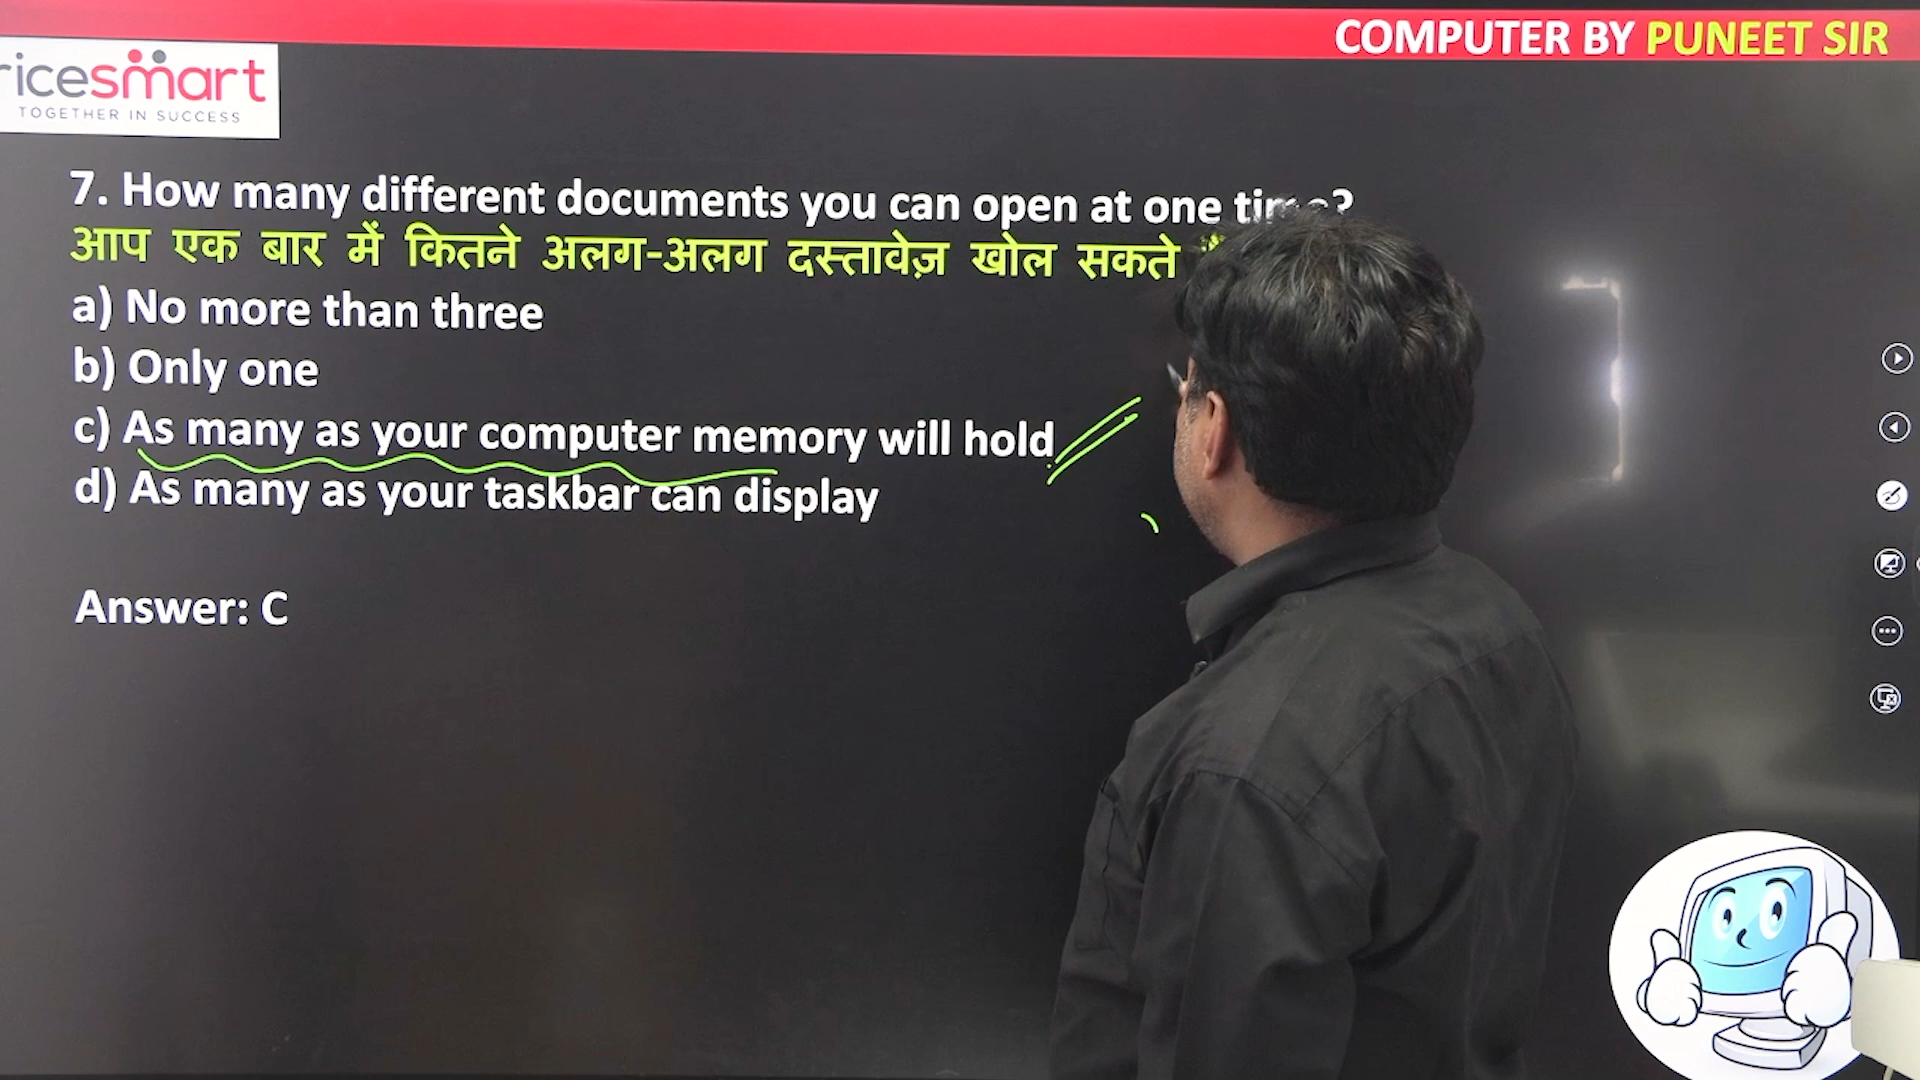 COMPUTER BY PUNEET SIR
ricesmart
TOGETHER IN SUCCESS
7. How many different documents you can open at one time?
आप एक बार में कितने अलग-अलग दस्तावेज़ खोल सकते
a) No more than three
b) Only one
c) As many as your computer memory will hold
d) As many as your taskbar can display
Answer: C